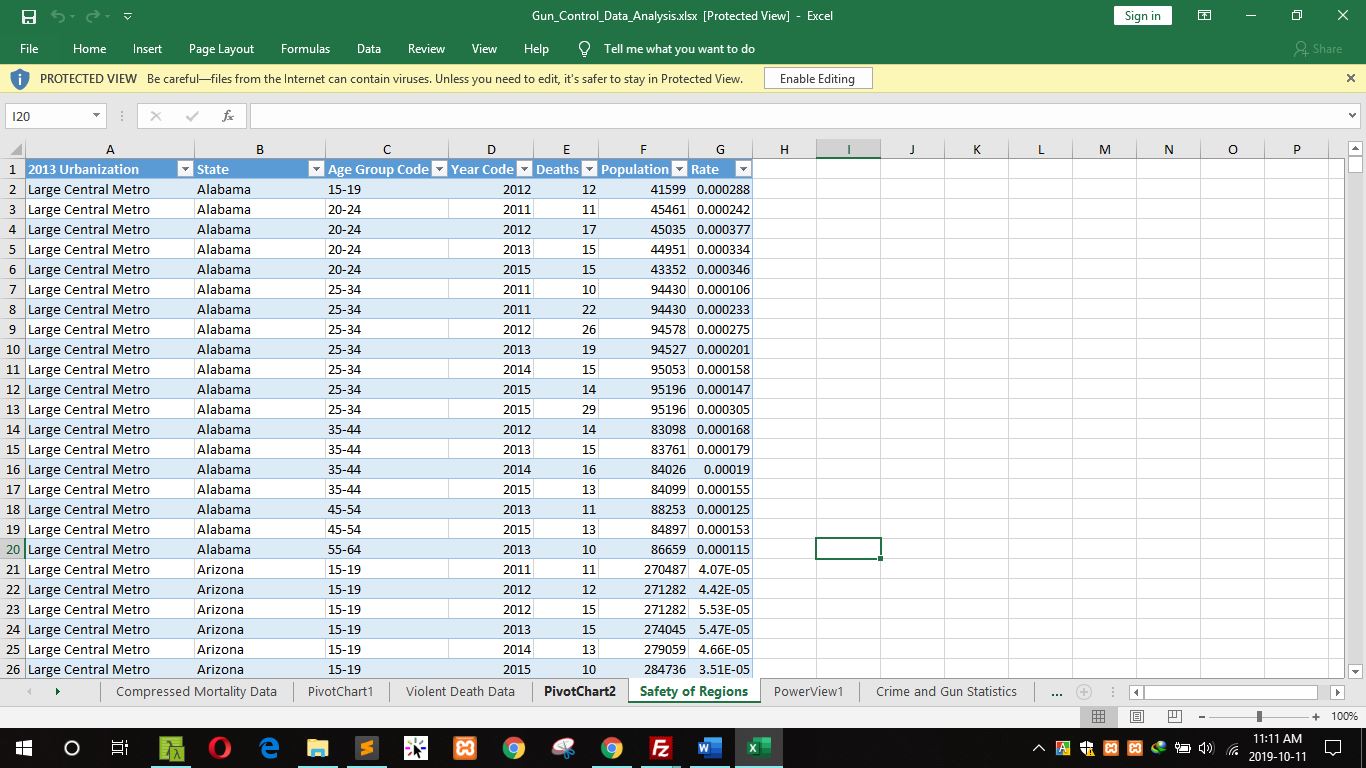 Gun_Control_Data_Analysis.xlsx [Protected View] - Excel
Sign in
File Home Insert Page Layout Formulas Data Review View Help Tell me what you want to do Share
PROTECTED VIEW Be careful—files from the Internet can contain viruses. Unless you need to edit, it's safer to stay in Protected View. Enable Editing
I20 fx
A B C D E F G H I J K L M N O P
1 2013 Urbanization State Age Group Code Year Code Deaths Population Rate
2 Large Central Metro Alabama 15-19 2012 12 41599 0.000288
3 Large Central Metro Alabama 20-24 2011 11 45461 0.000242
4 Large Central Metro Alabama 20-24 2012 17 45035 0.000377
5 Large Central Metro Alabama 20-24 2013 15 44951 0.000334
6 Large Central Metro Alabama 20-24 2015 15 43352 0.000346
7 Large Central Metro Alabama 25-34 2011 10 94430 0.000106
8 Large Central Metro Alabama 25-34 2011 22 94430 0.000233
9 Large Central Metro Alabama 25-34 2012 26 94578 0.000275
10 Large Central Metro Alabama 25-34 2013 19 94527 0.000201
11 Large Central Metro Alabama 25-34 2014 15 95053 0.000158
12 Large Central Metro Alabama 25-34 2015 14 95196 0.000147
13 Large Central Metro Alabama 25-34 2015 29 95196 0.000305
14 Large Central Metro Alabama 35-44 2012 14 83098 0.000168
15 Large Central Metro Alabama 35-44 2013 15 83761 0.000179
16 Large Central Metro Alabama 35-44 2014 16 84026 0.00019
17 Large Central Metro Alabama 35-44 2015 13 84099 0.000155
18 Large Central Metro Alabama 45-54 2013 11 88253 0.000125
19 Large Central Metro Alabama 45-54 2015 13 84897 0.000153
20 Large Central Metro Alabama 55-64 2013 10 86659 0.000115
21 Large Central Metro Arizona 15-19 2011 11 270487 4.07E-05
22 Large Central Metro Arizona 15-19 2012 12 271282 4.42E-05
23 Large Central Metro Arizona 15-19 2012 15 271282 5.53E-05
24 Large Central Metro Arizona 15-19 2013 15 274045 5.47E-05
25 Large Central Metro Arizona 15-19 2014 13 279059 4.66E-05
26 Large Central Metro Arizona 15-19 2015 10 284736 3.51E-05
Compressed Mortality Data PivotChart1 Violent Death Data PivotChart2 Safety of Regions PowerView1 Crime and Gun Statistics ...
100%
11:11 AM
2019-10-11